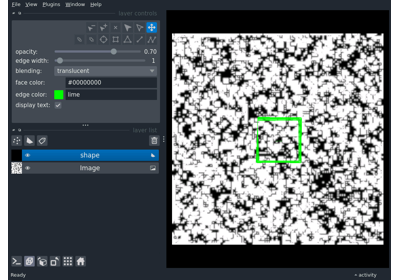 File View Plugins Window Help
layer controls
opacity: 0.70
edge width: 1
blending: translucent
face color: #00000000
edge color: lime
display text:
layer list
shape
Image
Ready
activity